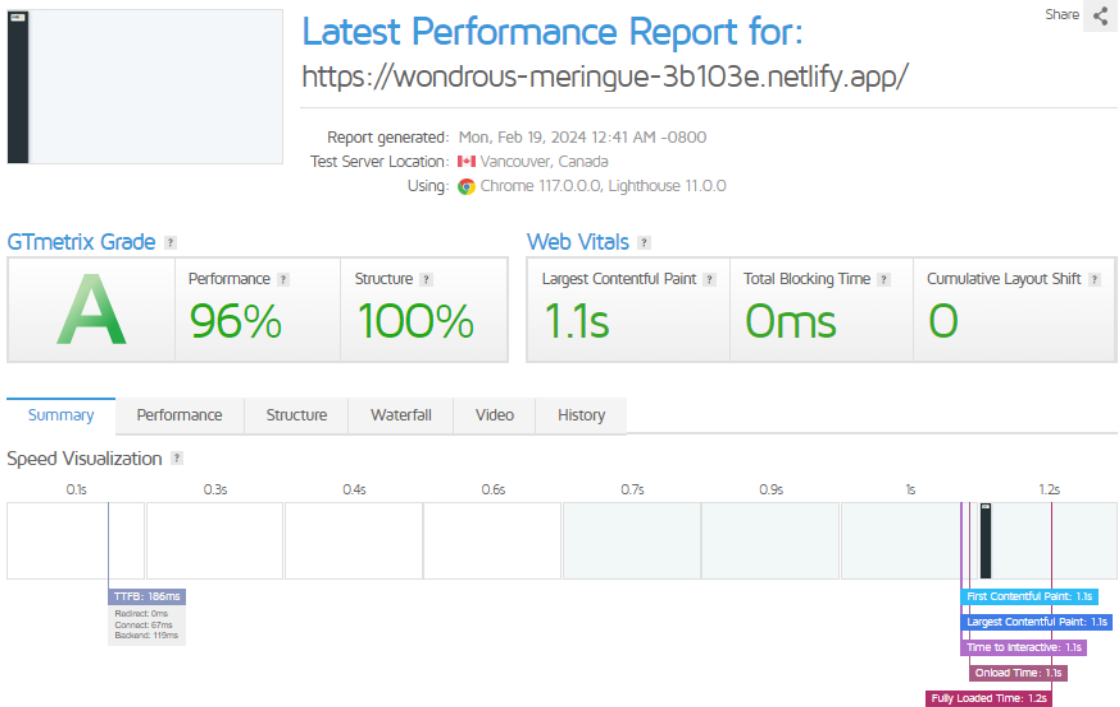 Latest Performance Report for:
Share
https://wondrous-meringue-3b103e.netlify.app/
Report generated: Mon, Feb 19, 2024 12:41 AM -0800
Test Server Location: Vancouver, Canada
Using: Chrome 117.0.0.0, Lighthouse 11.0.0
GTmetrix Grade ?
Web Vitals ?
A
Performance ?
96%
Structure ?
100%
Largest Contentful Paint ?
1.1s
Total Blocking Time ?
0ms
Cumulative Layout Shift ?
0
Summary Performance Structure Waterfall Video History
Speed Visualization ?
0.1s 0.3s 0.4s 0.6s 0.7s 0.9s 1s 1.2s
TTFB: 186ms
Redirect: 0ms
Connect: 67ms
Backend: 119ms
First Contentful Paint: 1.1s
Largest Contentful Paint: 1.1s
Time to Interactive: 1.1s
Onload Time: 1.1s
Fully Loaded Time: 1.2s